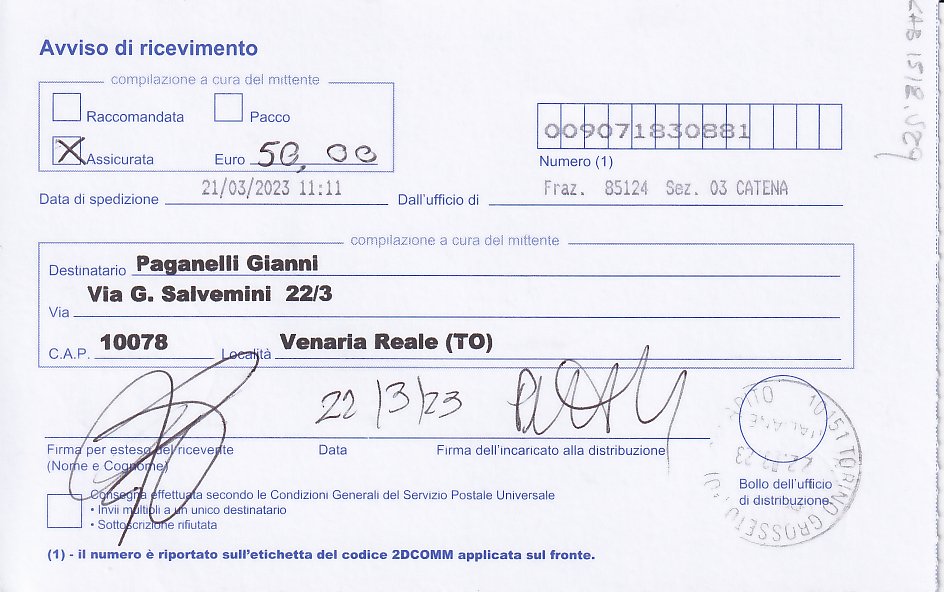 Avviso di ricevimento
compilazione a cura del mittente
Raccomandata Pacco
X Assicurata Euro 50,00
009071830881
Numero (1)
Data di spedizione 21/03/2023 11:11 Dall'ufficio di Fraz. 85124 Sez. 03 CATENA
compilazione a cura del mittente
Destinatario Paganelli Gianni
Via G. Salvemini 22/3
Via
C.A.P. 10078 Località Venaria Reale (TO)
22/3/23
Firma per esteso del ricevente Data Firma dell'incaricato alla distribuzione
(Nome e Cognome)
Bollo dell'ufficio
di distribuzione
10151 TORINO GROSSETO
Consegna effettuata secondo le Condizioni Generali del Servizio Postale Universale
• Invii multipli a un unico destinatario
• Sottoscrizione rifiutata
(1) - il numero è riportato sull'etichetta del codice 2DCOMM applicata sul fronte.